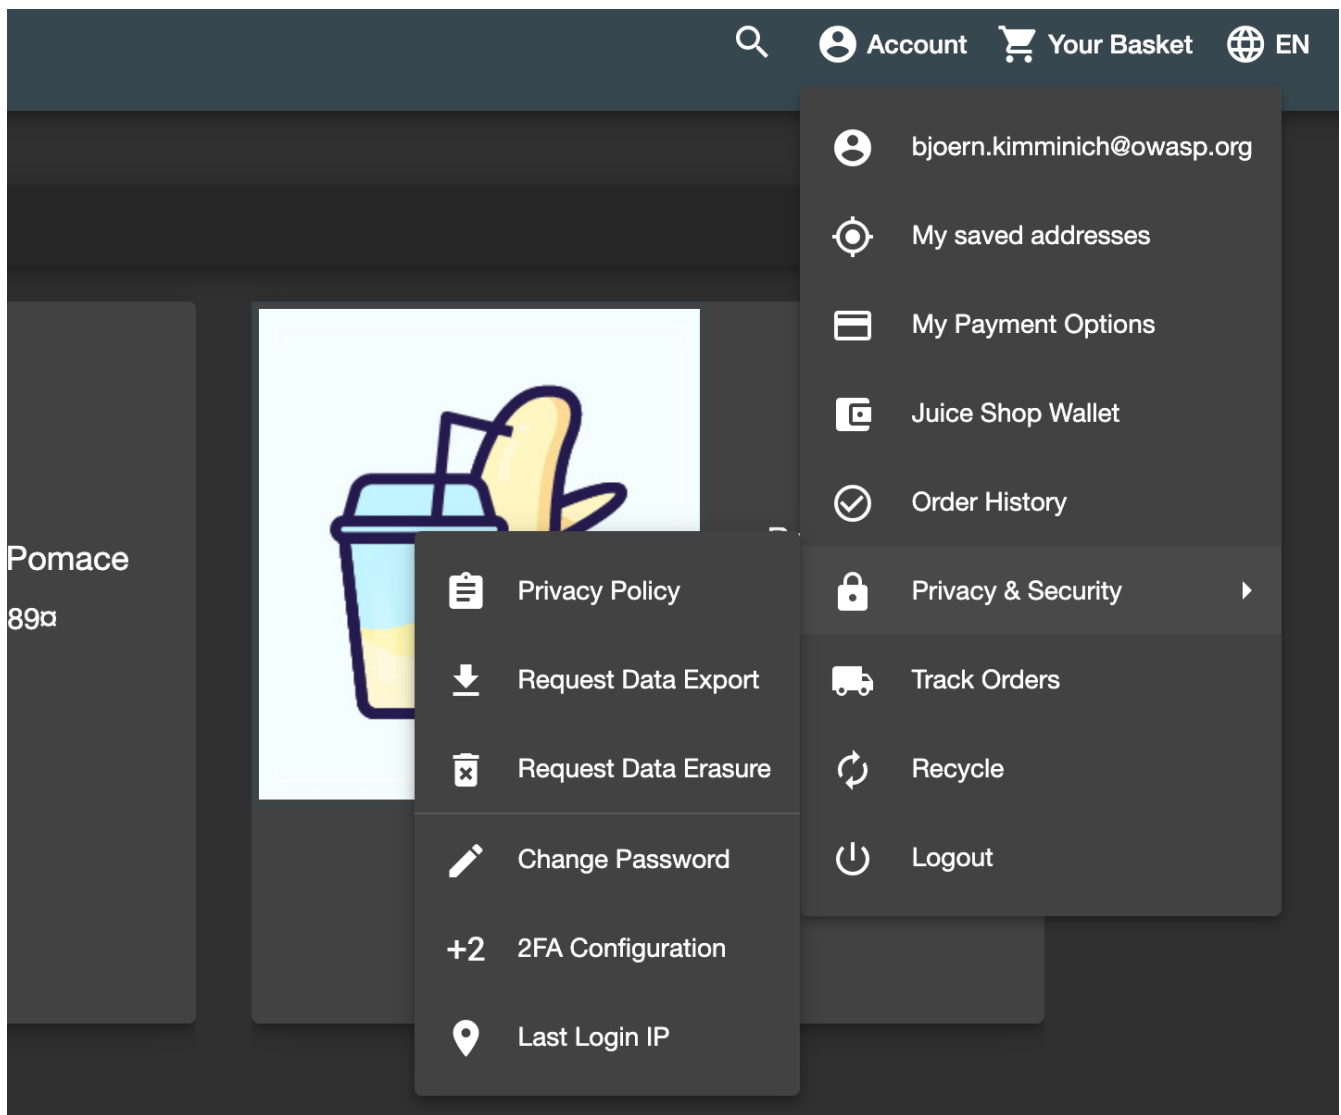 Account
Your Basket
EN
bjoern.kimminich@owasp.org
My saved addresses
My Payment Options
Juice Shop Wallet
Order History
Privacy & Security
Track Orders
Recycle
Logout
Pomace
89¤
Privacy Policy
Request Data Export
Request Data Erasure
Change Password
+2 2FA Configuration
Last Login IP